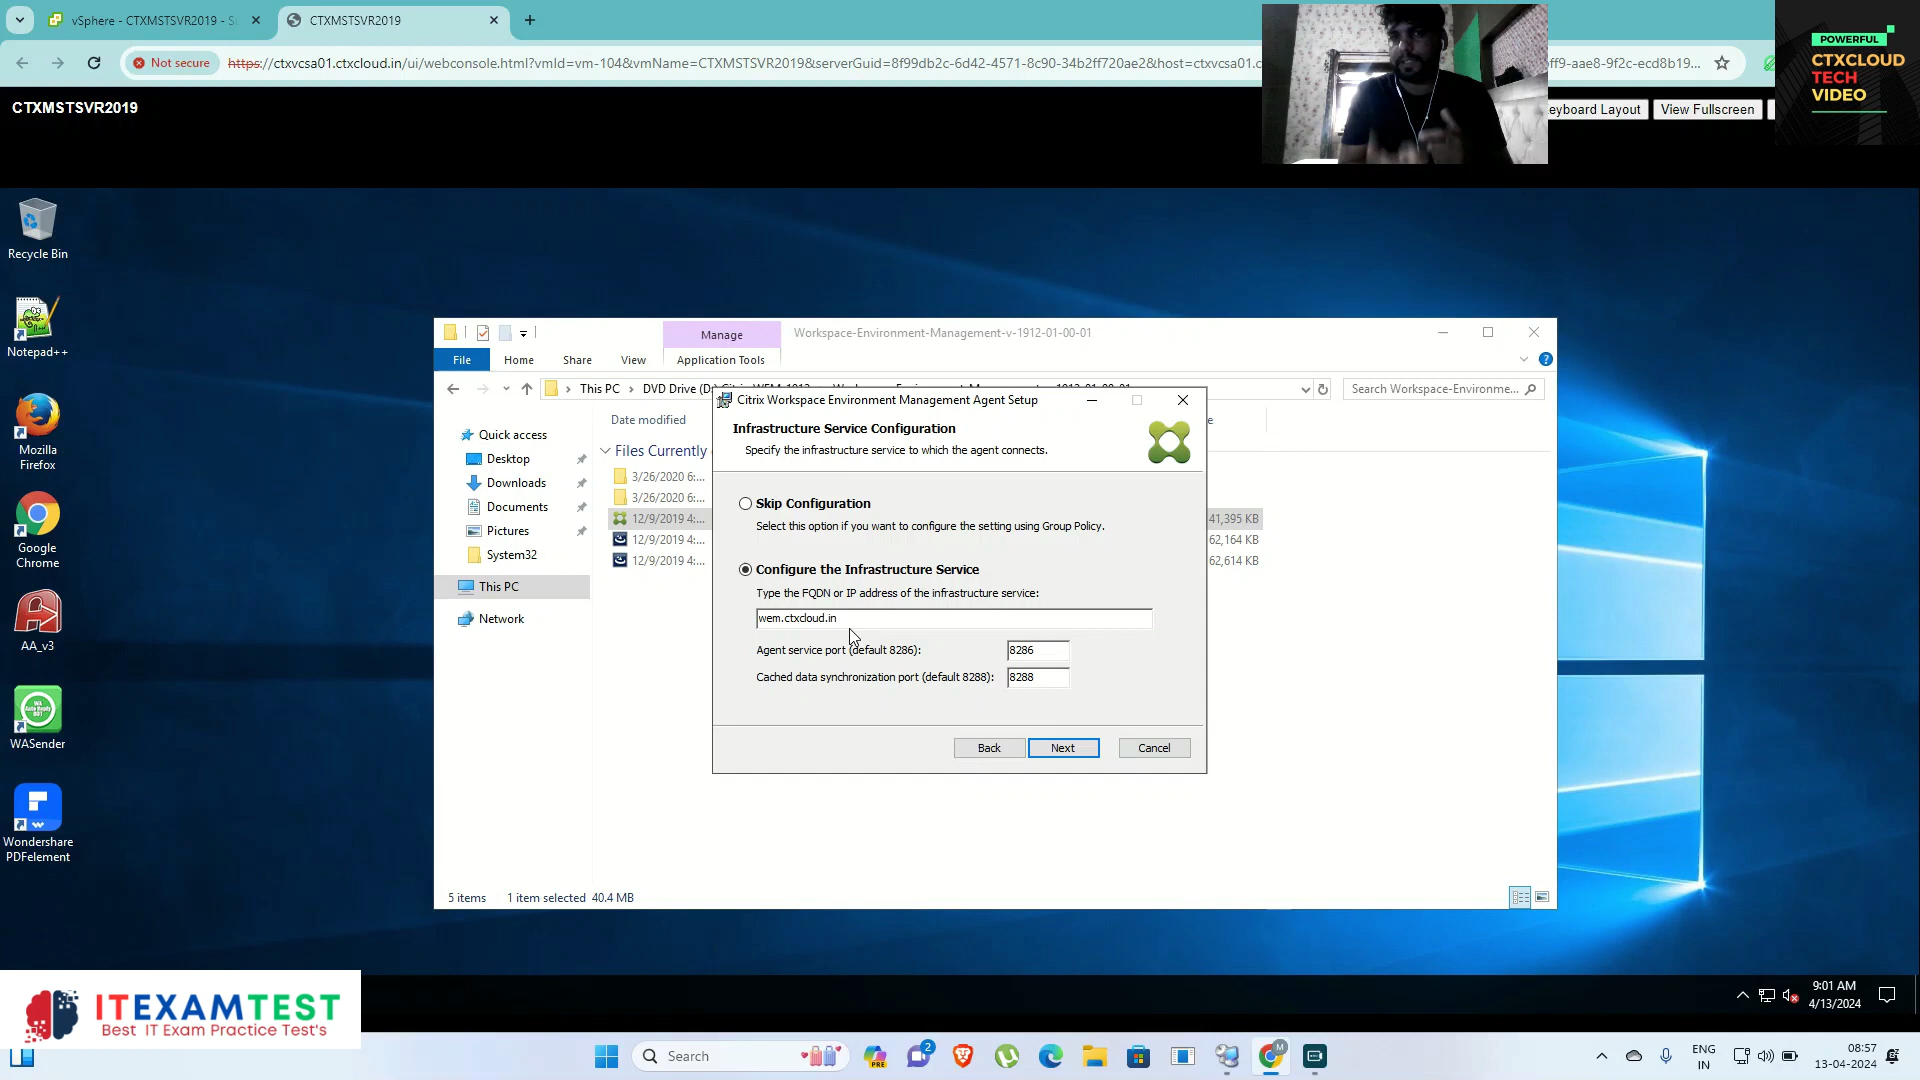 vSphere - CTXMSTSVR2019 - S
CTXMSTSVR2019
Not secure
https://ctxvcsa01.ctxcloud.in/ui/webconsole.html?vmId=vm-104&vmName=CTXMSTSVR2019&serverGuid=8f99db2c-6d42-4571-8c90-34b2ff720ae2&host=ctxvcsa01.c
ff9-aae8-9f2c-ecd8b19...
POWERFUL
CTXCLOUD
TECH
VIDEO
CTXMSTSVR2019
eyboard Layout
View Fullscreen
Recycle Bin
Notepad++
Mozilla
Firefox
Google
Chrome
AA_v3
WASender
Wondershare
PDFelement
Manage
Workspace-Environment-Management-v-1912-01-00-01
File
Home
Share
View
Application Tools
This PC
DVD Drive (D:)
Search Workspace-Environme...
Date modified
Quick access
Desktop
Downloads
Documents
Pictures
System32
This PC
Network
Files Currently
3/26/2020 6:...
3/26/2020 6:...
12/9/2019 4:... 41,395 KB
12/9/2019 4:... 62,164 KB
12/9/2019 4:... 62,614 KB
5 items
1 item selected 40.4 MB
Citrix Workspace Environment Management Agent Setup
Infrastructure Service Configuration
Specify the infrastructure service to which the agent connects.
Skip Configuration
Select this option if you want to configure the setting using Group Policy.
Configure the Infrastructure Service
Type the FQDN or IP address of the infrastructure service:
wem.ctxcloud.in
Agent service port (default 8286): 8286
Cached data synchronization port (default 8288): 8288
Back
Next
Cancel
ITEXAMTEST
Best IT Exam Practice Test's
9:01 AM
4/13/2024
Search
2
PRE
M
ENG
IN
08:57
13-04-2024